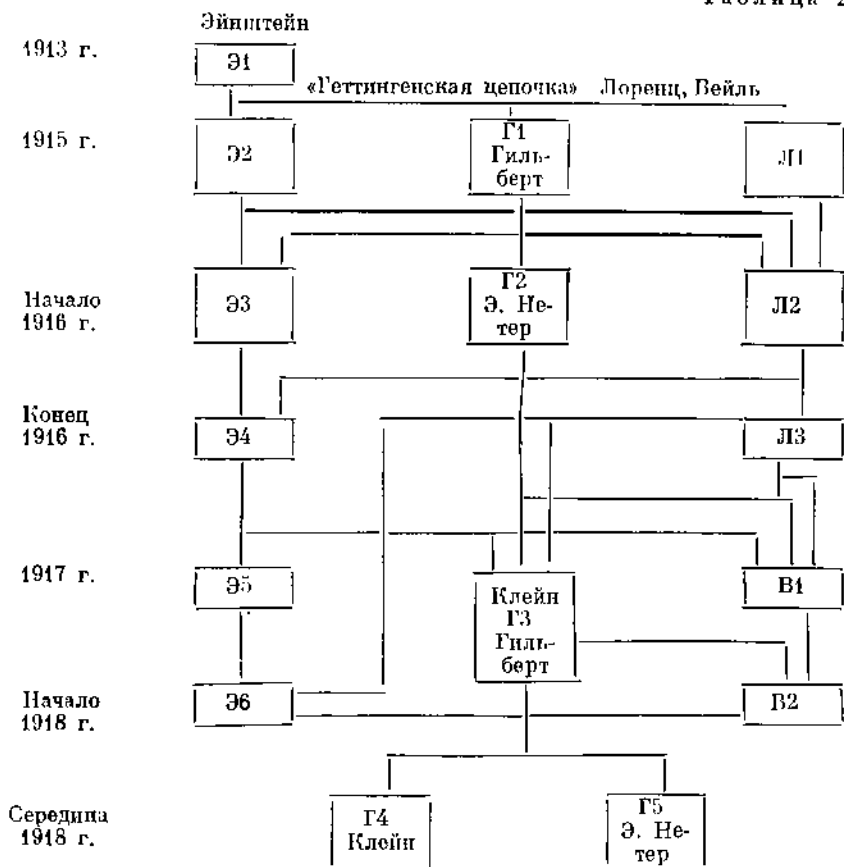 Таблица 2
Эйнштейн
1913 г.
Э1
«Геттингенская цепочка» Лоренц, Вейль
1915 г.
Э2
Г1
Гиль-
берт
Л1
Начало
1916 г.
Э3
Г2
Э. Не-
тер
Л2
Конец
1916 г.
Э4
Л3
1917 г.
Э5
Клейн
Г3
Гиль-
берт
В1
Начало
1918 г.
Э6
В2
Середина
1918 г.
Г4
Клейн
Г5
Э. Не-
тер